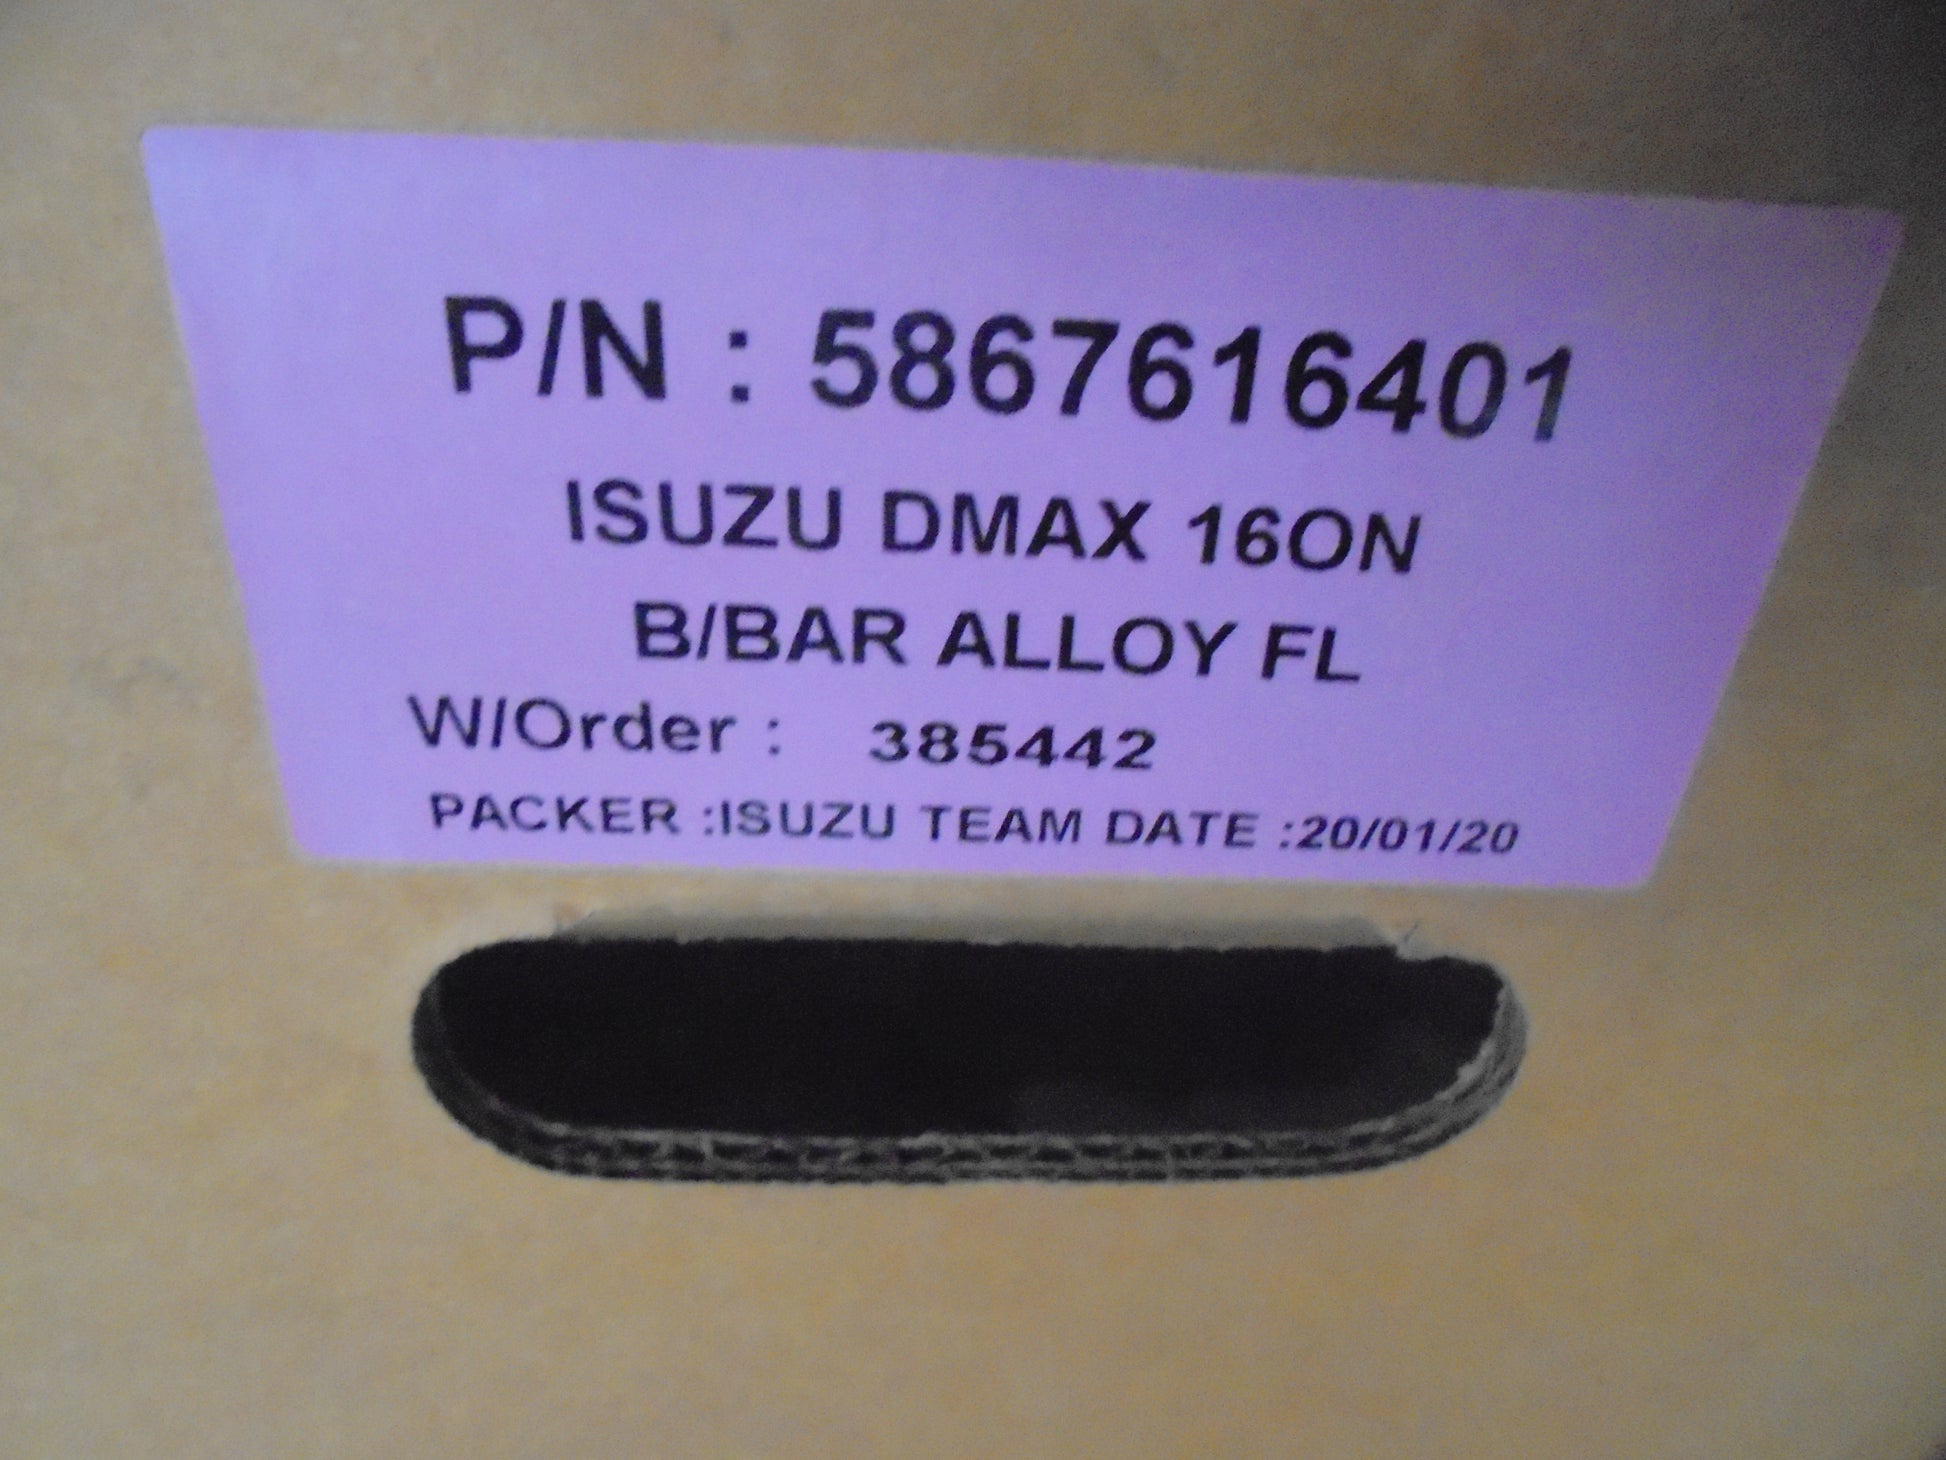 P/N : 5867616401
ISUZU DMAX 16ON
B/BAR ALLOY FL
W/Order : 385442
PACKER :ISUZU TEAM DATE :20/01/20